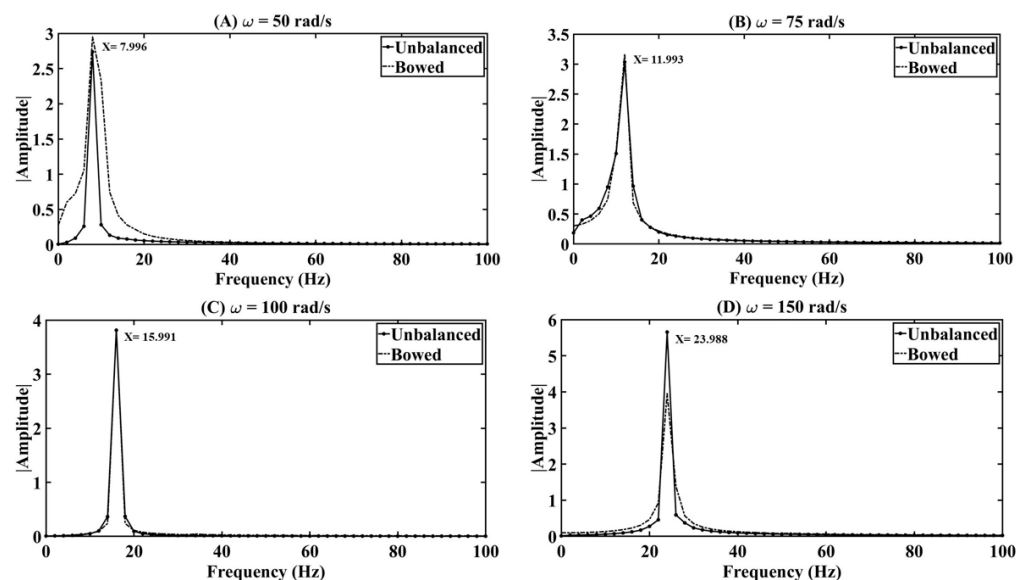 (A) ω = 50 rad/s
3
2.5
2
1.5
1
0.5
0
|Amplitude|
X= 7.996
Unbalanced
Bowed
0 20 40 60 80 100
Frequency (Hz)
(B) ω = 75 rad/s
3.5
3
2.5
2
1.5
1
0.5
0
|Amplitude|
X= 11.993
Unbalanced
Bowed
0 20 40 60 80 100
Frequency (Hz)
(C) ω = 100 rad/s
4
3
2
1
0
|Amplitude|
X= 15.991
Unbalanced
Bowed
0 20 40 60 80 100
Frequency (Hz)
(D) ω = 150 rad/s
6
5
4
3
2
1
0
|Amplitude|
X= 23.988
Unbalanced
Bowed
0 20 40 60 80 100
Frequency (Hz)